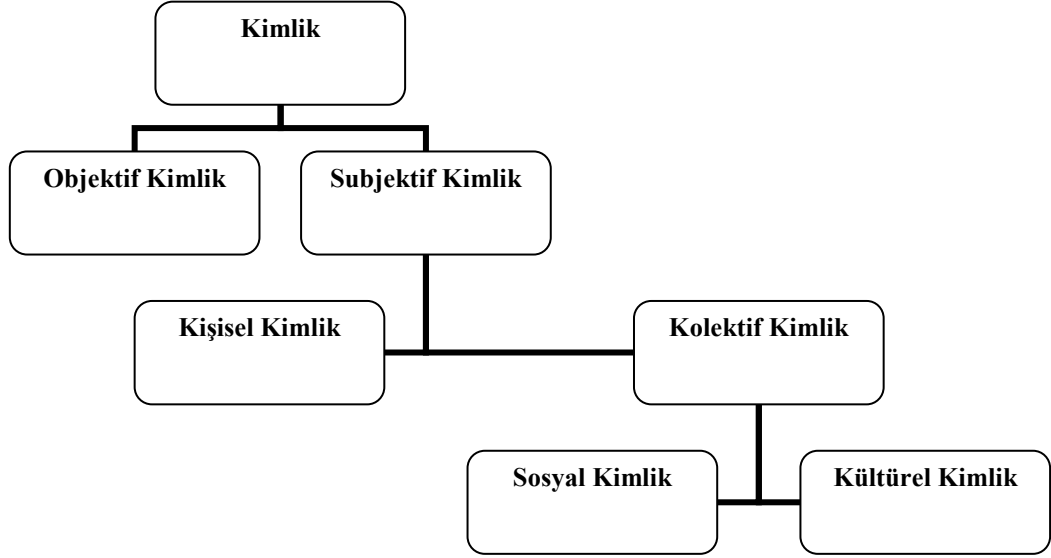 Kimlik
Objektif Kimlik
Subjektif Kimlik
Kişisel Kimlik
Kolektif Kimlik
Sosyal Kimlik
Kültürel Kimlik